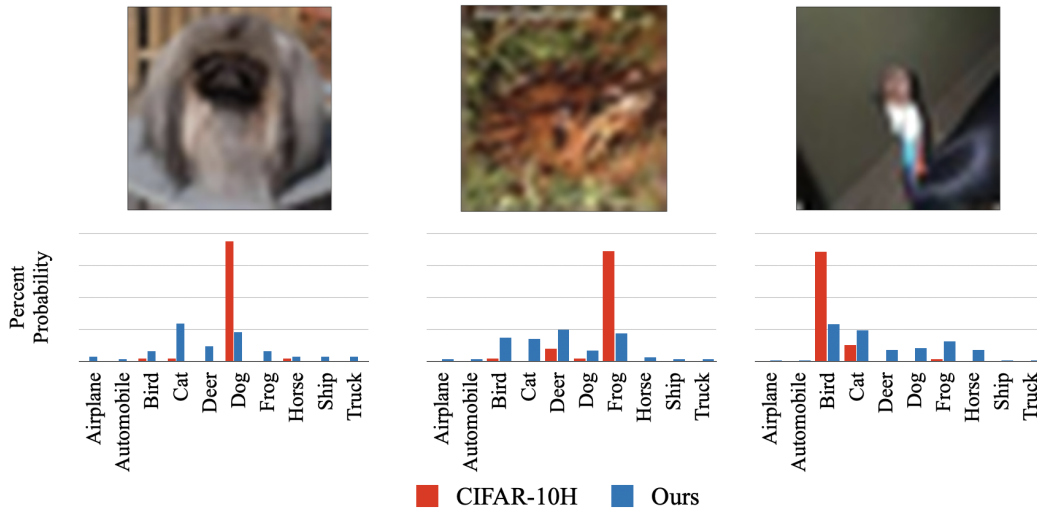 Percent
Probability
Airplane
Automobile
Bird
Cat
Deer
Dog
Frog
Horse
Ship
Truck
Airplane
Automobile
Bird
Cat
Deer
Dog
Frog
Horse
Ship
Truck
Airplane
Automobile
Bird
Cat
Deer
Dog
Frog
Horse
Ship
Truck
CIFAR-10H
Ours